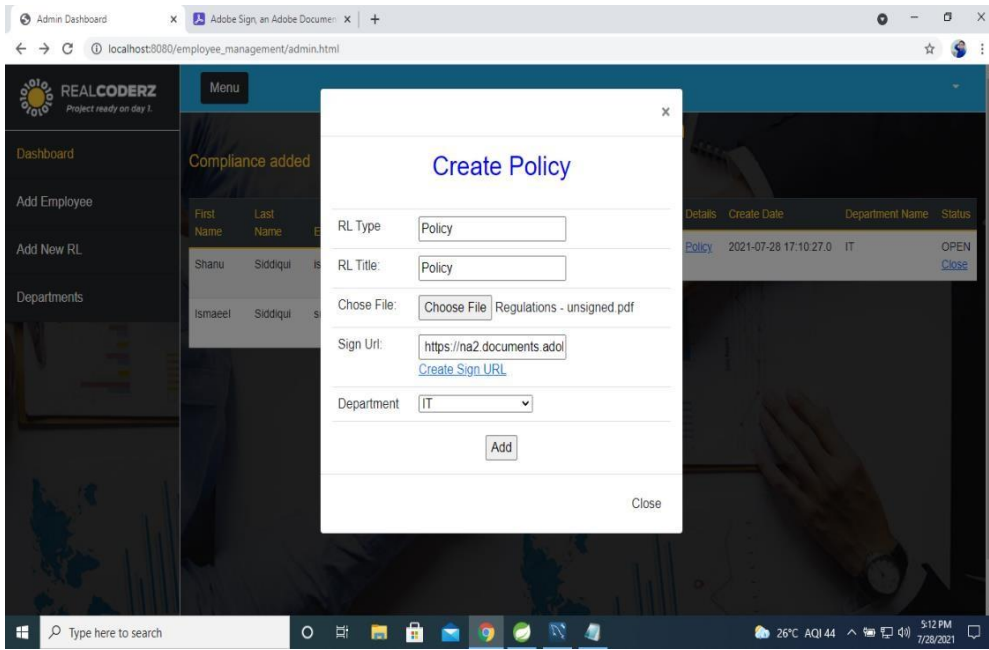 Admin Dashboard
Adobe Sign, an Adobe Documen
localhost:8080/employee_management/admin.html
REALCODERZ
Project ready on day 1.
Menu
Dashboard
Add Employee
Add New RL
Departments
Compliance added
First Name
Last Name
E
Details
Create Date
Department Name
Status
Shanu
Siddiqui
is
Policy
2021-07-28 17:10:27.0
IT
OPEN
Close
Ismaeel
Siddiqui
s
×
Create Policy
RL Type
Policy
RL Title:
Policy
Chose File:
Choose File
Regulations - unsigned.pdf
Sign Url:
https://na2.documents.adol
Create Sign URL
Department
IT
Add
Close
Type here to search
26°C AQI 44
5:12 PM
7/28/2021